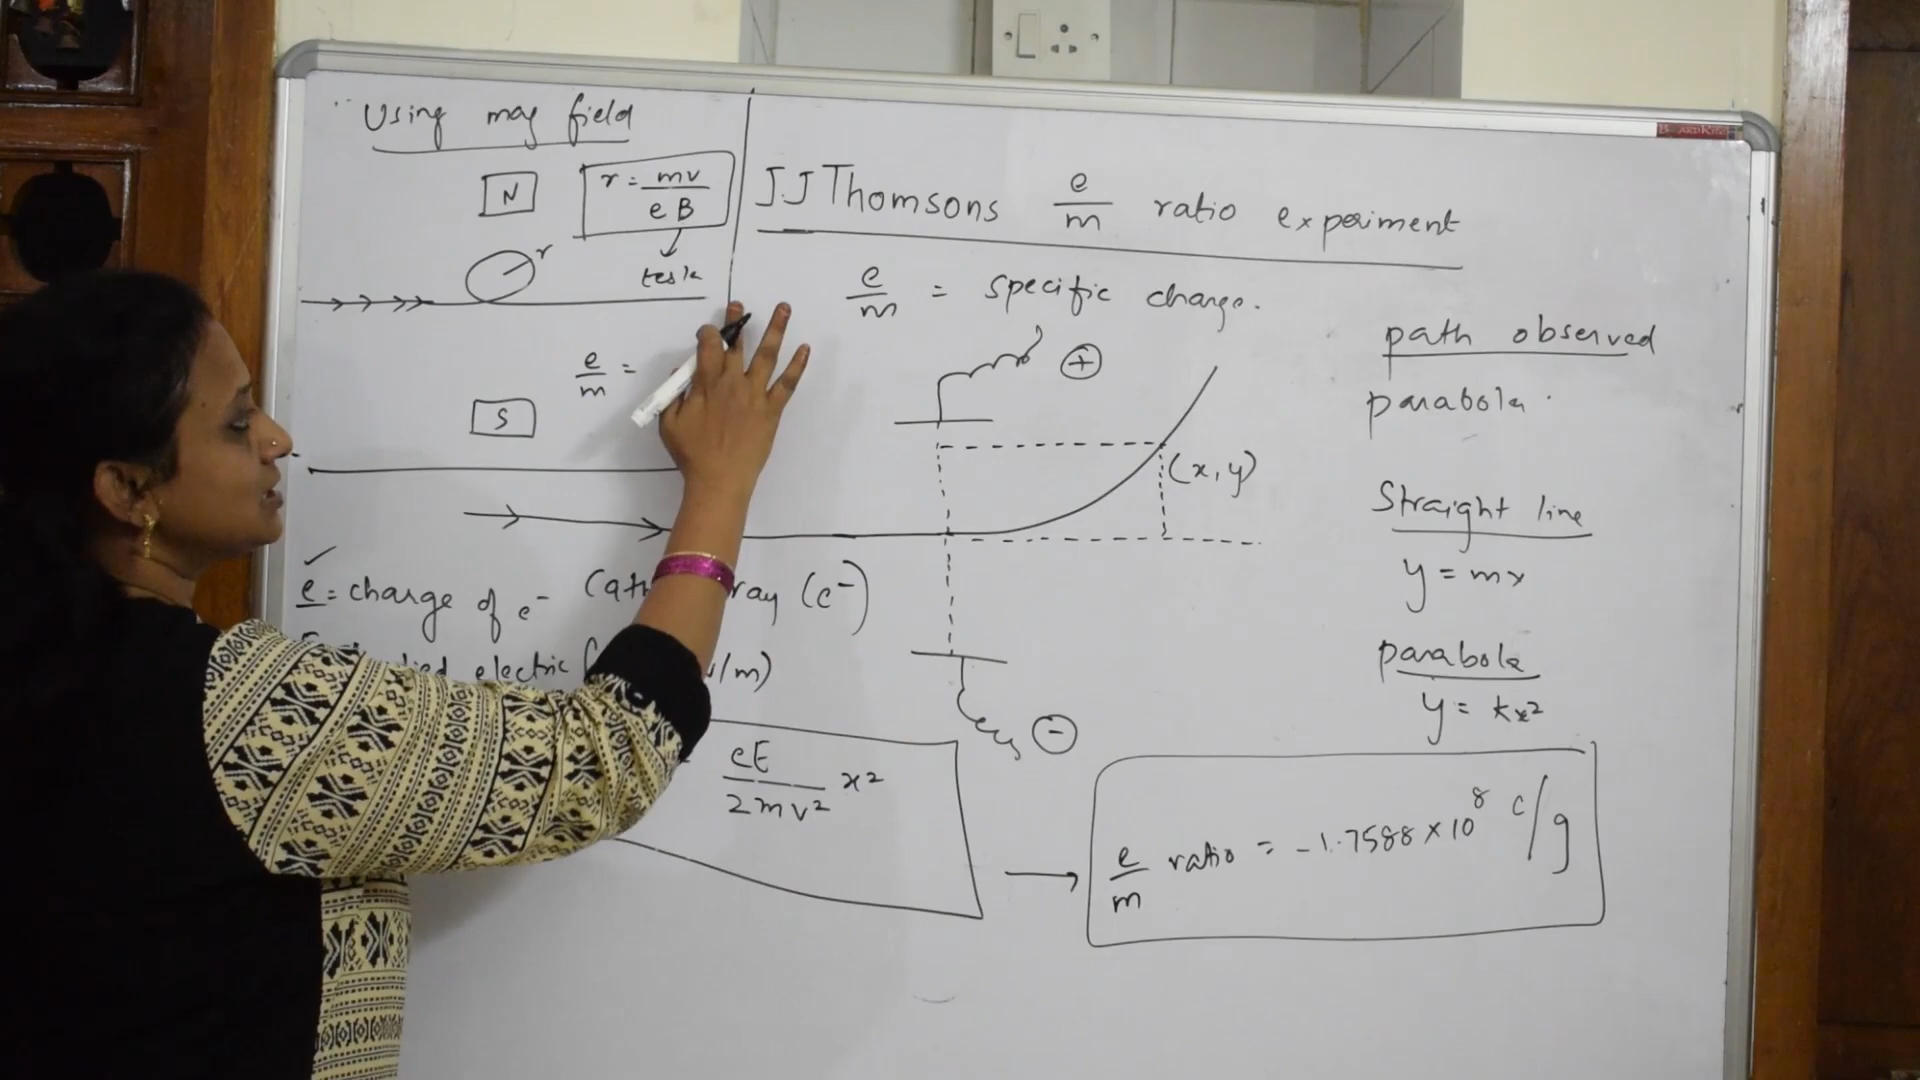 Using mag field
N
r = mv/eB
r
tesla
e/m =
S
J.J Thomsons e/m ratio experiment
e/m = specific charge.
+
(x, y)
path observed
parabola.
Straight line
y = mx
parabola
y = kx²
e = charge of e⁻
ray (e⁻)
electric
v/m)
eE/2mv² x²
-
e/m ratio = -1.7588 × 10⁸ c/g